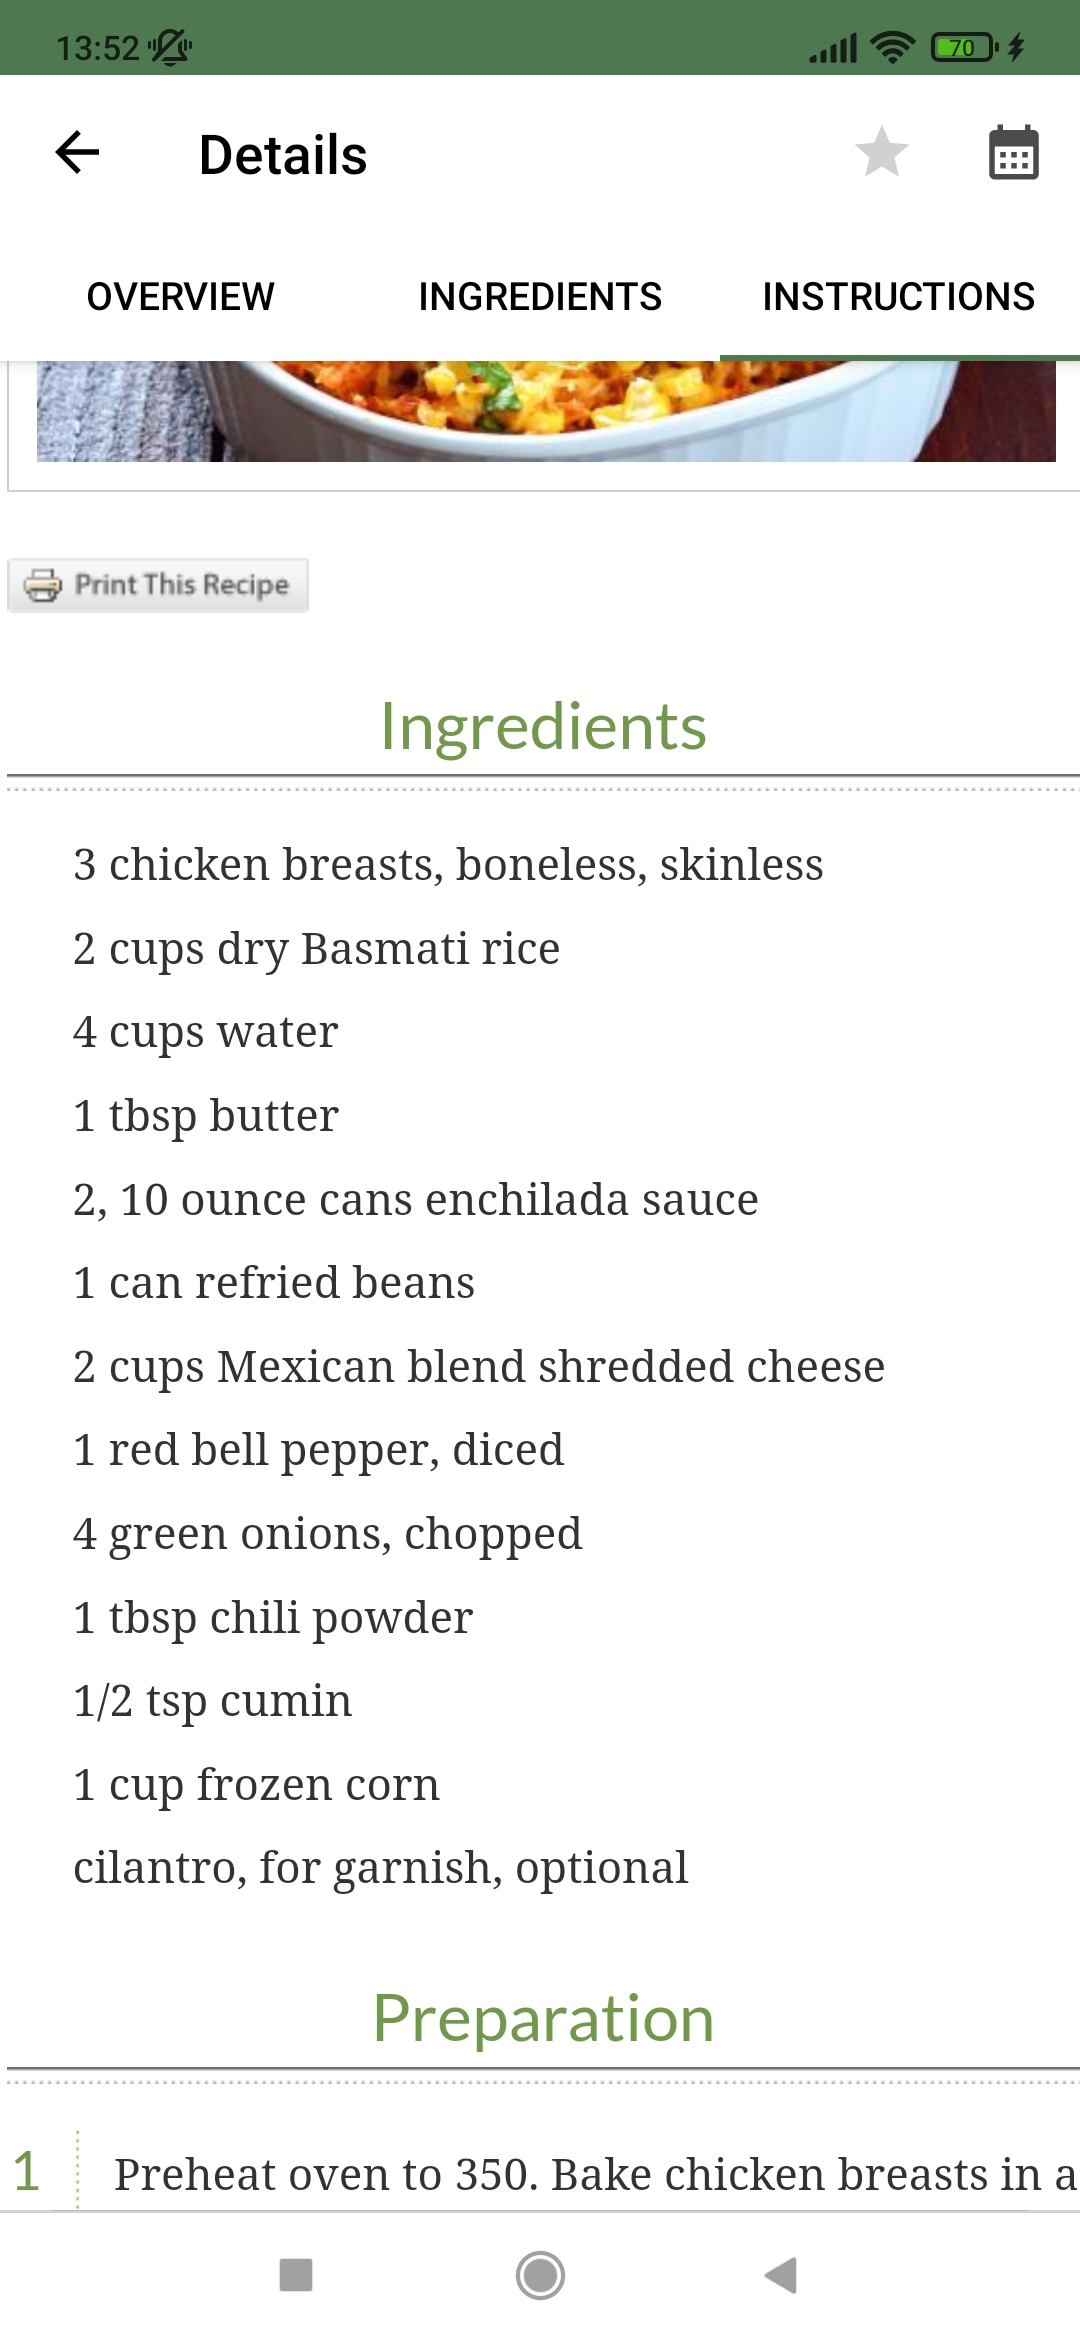 13:52
70
Details
OVERVIEW
INGREDIENTS
INSTRUCTIONS
Print This Recipe
Ingredients
3 chicken breasts, boneless, skinless
2 cups dry Basmati rice
4 cups water
1 tbsp butter
2, 10 ounce cans enchilada sauce
1 can refried beans
2 cups Mexican blend shredded cheese
1 red bell pepper, diced
4 green onions, chopped
1 tbsp chili powder
1/2 tsp cumin
1 cup frozen corn
cilantro, for garnish, optional
Preparation
1 Preheat oven to 350. Bake chicken breasts in a